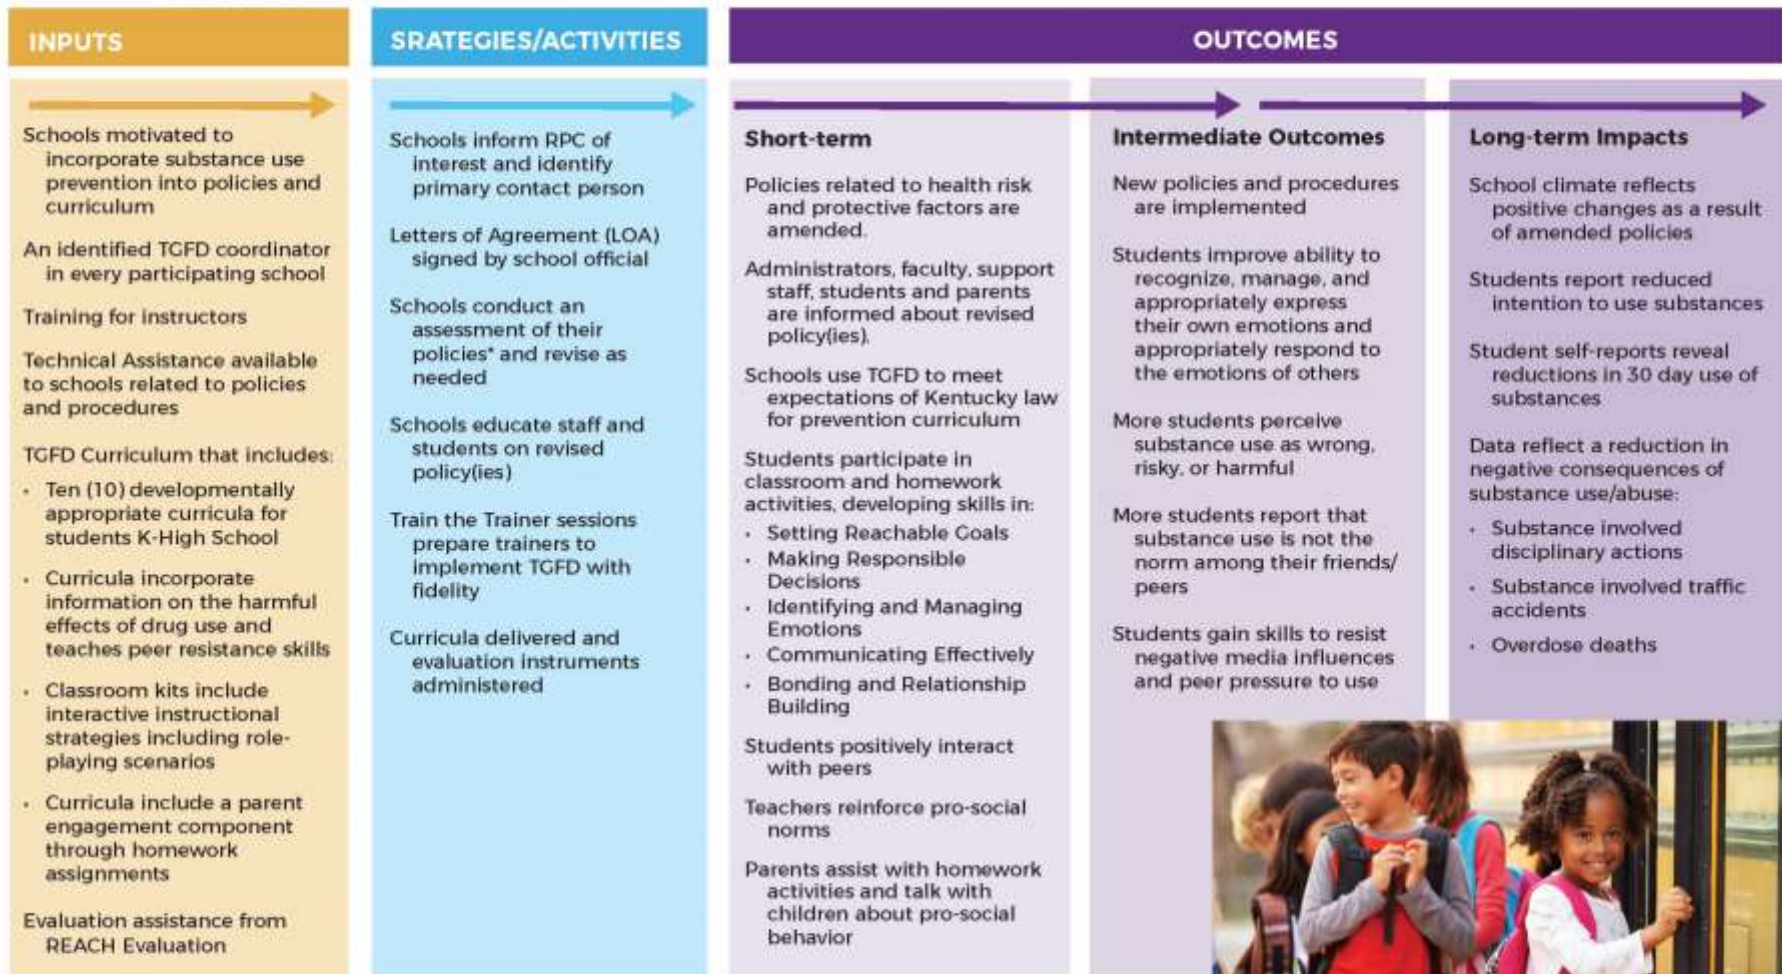 INPUTS
Schools motivated to
incorporate substance use
prevention into policies and
curriculum
An identified TGFD coordinator
in every participating school
Training for instructors
Technical Assistance available
to schools related to policies
and procedures
TGFD Curriculum that includes:
• Ten (10) developmentally
appropriate curricula for
students K-High School
• Curricula incorporate
information on the harmful
effects of drug use and
teaches peer resistance skills
• Classroom kits include
interactive instructional
strategies including role-
playing scenarios
• Curricula include a parent
engagement component
through homework
assignments
Evaluation assistance from
REACH Evaluation
SRATEGIES/ACTIVITIES
Schools inform RPC of
interest and identify
primary contact person
Letters of Agreement (LOA)
signed by school official
Schools conduct an
assessment of their
policies* and revise as
needed
Schools educate staff and
students on revised
policy(ies)
Train the Trainer sessions
prepare trainers to
implement TGFD with
fidelity
Curricula delivered and
evaluation instruments
administered
OUTCOMES
Short-term
Policies related to health risk
and protective factors are
amended.
Administrators, faculty, support
staff, students and parents
are informed about revised
policy(ies).
Schools use TGFD to meet
expectations of Kentucky law
for prevention curriculum
Students participate in
classroom and homework
activities, developing skills in:
• Setting Reachable Goals
• Making Responsible
Decisions
• Identifying and Managing
Emotions
• Communicating Effectively
• Bonding and Relationship
Building
Students positively interact
with peers
Teachers reinforce pro-social
norms
Parents assist with homework
activities and talk with
children about pro-social
behavior
Intermediate Outcomes
New policies and procedures
are implemented
Students improve ability to
recognize, manage, and
appropriately express
their own emotions and
appropriately respond to
the emotions of others
More students perceive
substance use as wrong,
risky, or harmful
More students report that
substance use is not the
norm among their friends/
peers
Students gain skills to resist
negative media influences
and peer pressure to use
Long-term Impacts
School climate reflects
positive changes as a result
of amended policies
Students report reduced
intention to use substances
Student self-reports reveal
reductions in 30 day use of
substances
Data reflect a reduction in
negative consequences of
substance use/abuse:
• Substance involved
disciplinary actions
• Substance involved traffic
accidents
• Overdose deaths